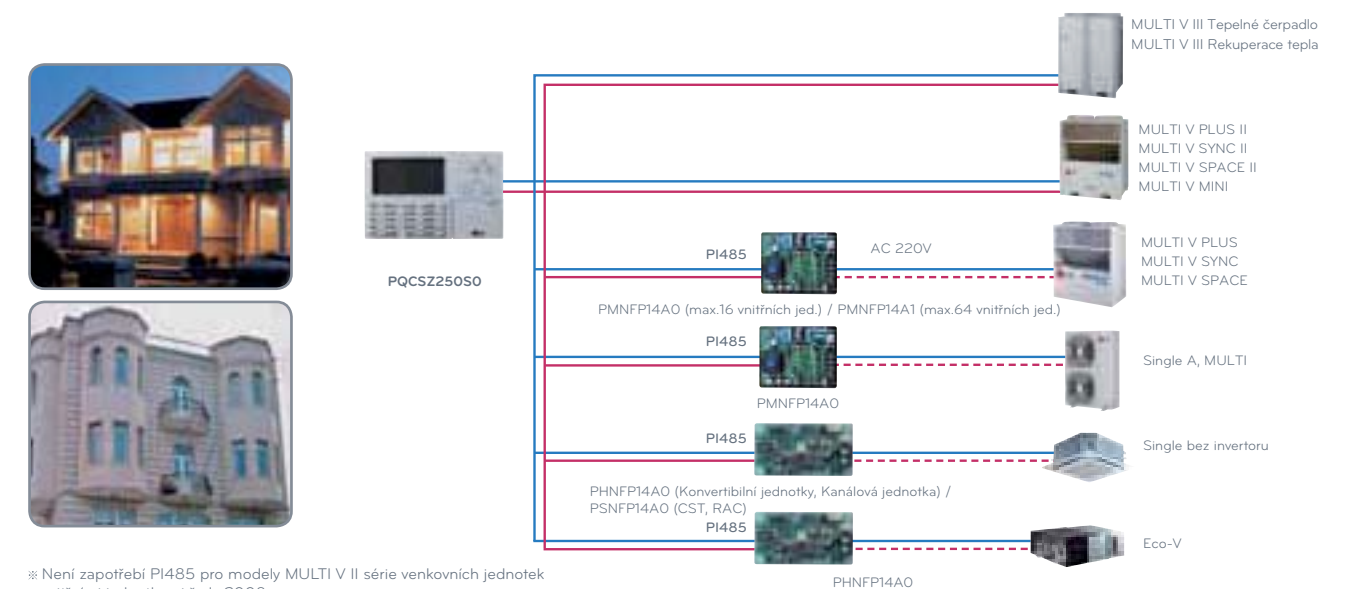 MULTI V III Tepelné čerpadlo
MULTI V III Rekuperace tepla
MULTI V PLUS II
MULTI V SYNC II
MULTI V SPACE II
MULTI V MINI
PQCSZ250S0
PI485
AC 220V
MULTI V PLUS
MULTI V SYNC
MULTI V SPACE
PMNFP14A0 (max.16 vnitřních jed.) / PMNFP14A1 (max.64 vnitřních jed.)
PI485
Single A, MULTI
PMNFP14A0
PI485
Single bez invertoru
PHNFP14A0 (Konvertibilní jednotky, Kanálová jednotka) /
PSNFP14A0 (CST, RAC)
PI485
Eco-V
PHNFP14A0
※ Není zapotřebí PI485 pro modely MULTI V II série venkovních jednotek